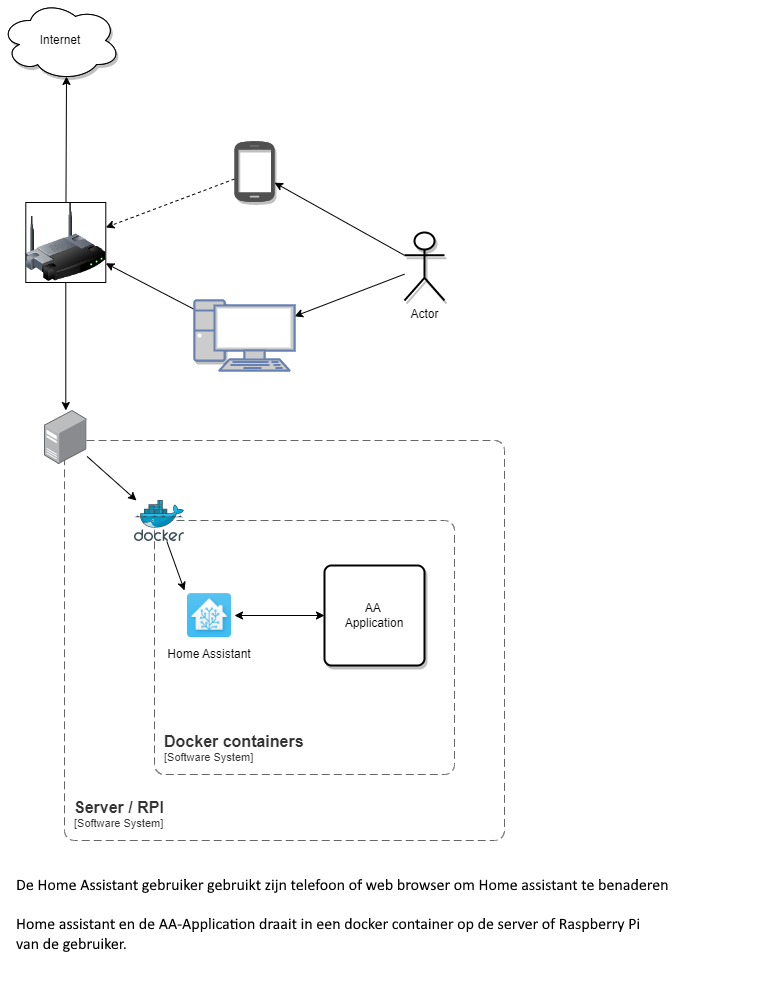 Internet
Actor
docker
AA
Application
Home Assistant
Docker containers
[Software System]
Server / RPI
[Software System]
De Home Assistant gebruiker gebruikt zijn telefoon of web browser om Home assistant te benaderen
Home assistant en de AA-Application draait in een docker container op de server of Raspberry Pi
van de gebruiker.